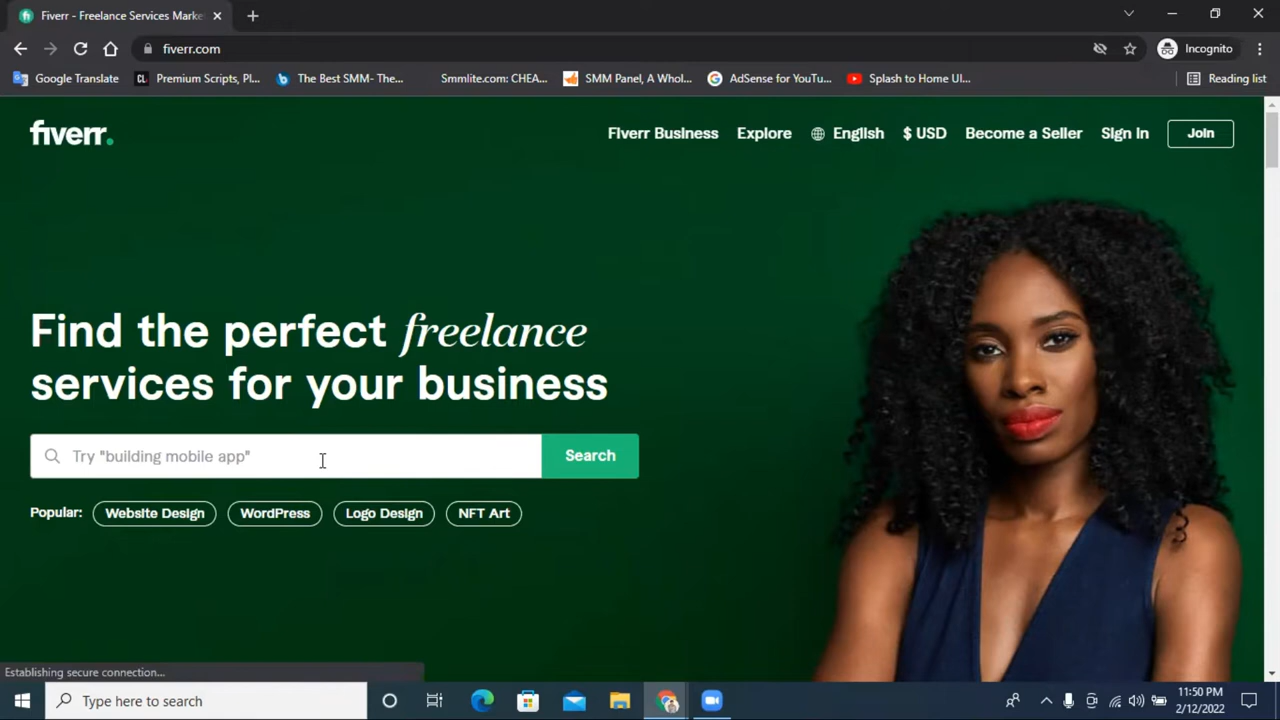 Fiverr - Freelance Services Marke
fiverr.com
Incognito
Google Translate
Premium Scripts, Pl...
The Best SMM- The...
Smmlite.com: CHEA...
SMM Panel, A Whol...
AdSense for YouTu...
Splash to Home UI...
Reading list
fiverr.
Fiverr Business
Explore
English
$ USD
Become a Seller
Sign In
Join
Find the perfect freelance
services for your business
Try "building mobile app"
Search
Popular:
Website Design
WordPress
Logo Design
NFT Art
Establishing secure connection...
Type here to search
11:50 PM
2/12/2022